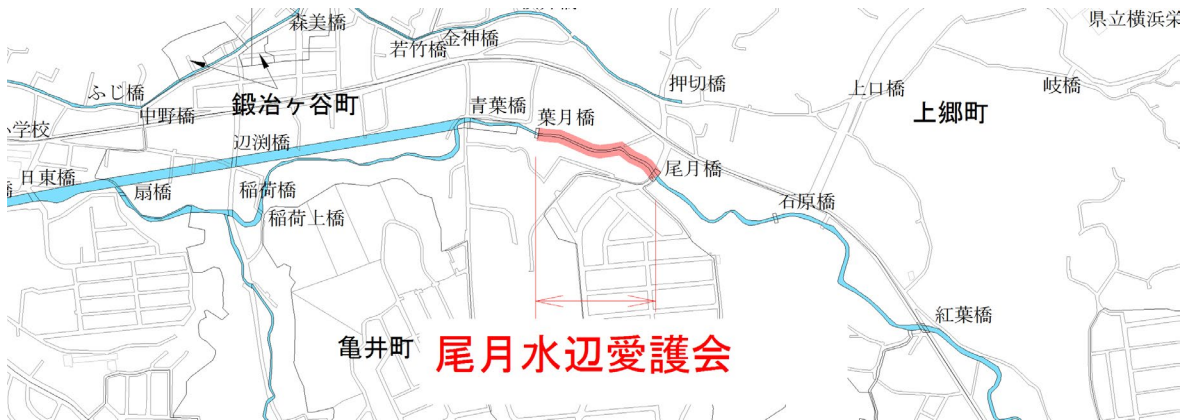 森美橋
県立横浜栄
若竹橋
金神橋
ふじ橋
中野橋
鍛冶ヶ谷町
青葉橋
葉月橋
押切橋
上口橋
岐橋
上郷町
小学校
辺渕橋
日東橋
扇橋
稲荷橋
稲荷上橋
尾月橋
石原橋
紅葉橋
亀井町
尾月水辺愛護会